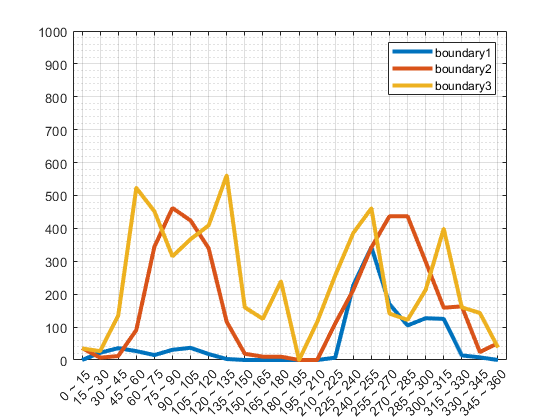 1000
900
800
700
600
500
400
300
200
100
0
boundary1
boundary2
boundary3
0 ~ 15
15 ~ 30
30 ~ 45
45 ~ 60
60 ~ 75
75 ~ 90
90 ~ 105
105 ~ 120
120 ~ 135
135 ~ 150
150 ~ 165
165 ~ 180
180 ~ 195
195 ~ 210
210 ~ 225
225 ~ 240
240 ~ 255
255 ~ 270
270 ~ 285
285 ~ 300
300 ~ 315
315 ~ 330
330 ~ 345
345 ~ 360